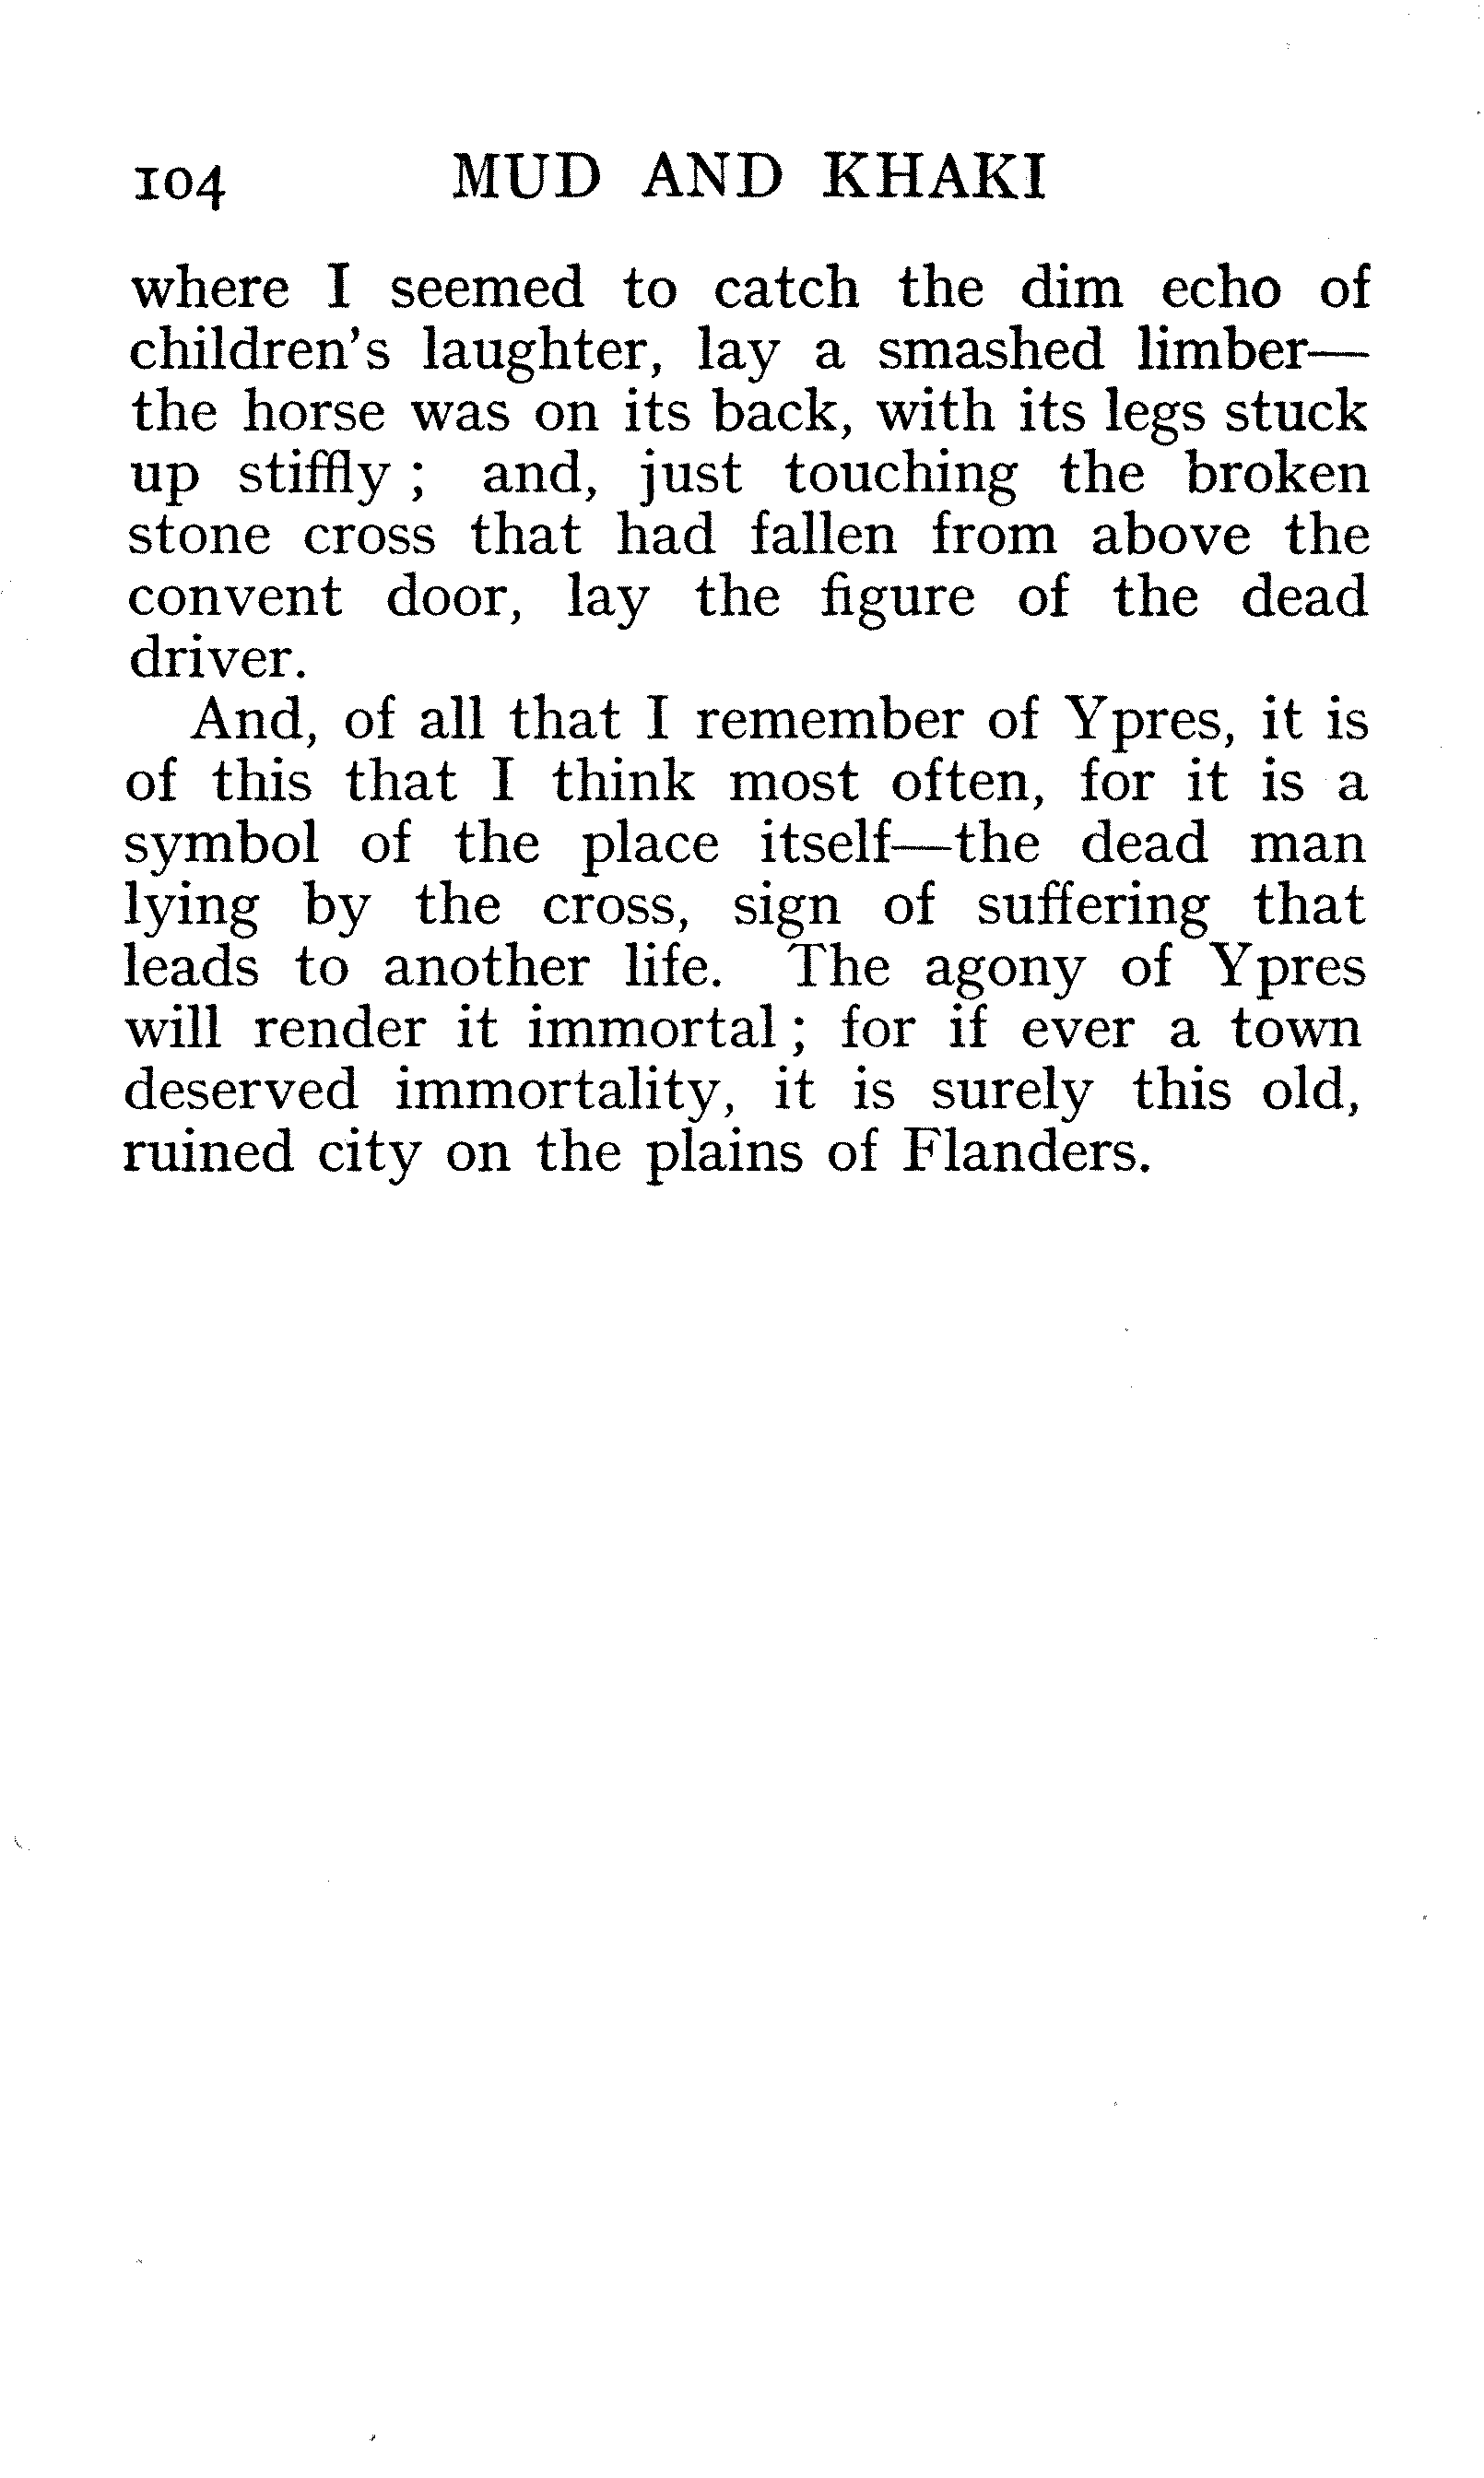 104 MUD AND KHAKI
where I seemed to catch the dim echo of
children's laughter, lay a smashed limber—
the horse was on its back, with its legs stuck
up stiffly ; and, just touching the broken
stone cross that had fallen from above the
convent door, lay the figure of the dead
driver.
And, of all that I remember of Ypres, it is
of this that I think most often, for it is a
symbol of the place itself—the dead man
lying by the cross, sign of suffering that
leads to another life. The agony of Ypres
will render it immortal ; for if ever a town
deserved immortality, it is surely this old,
ruined city on the plains of Flanders.